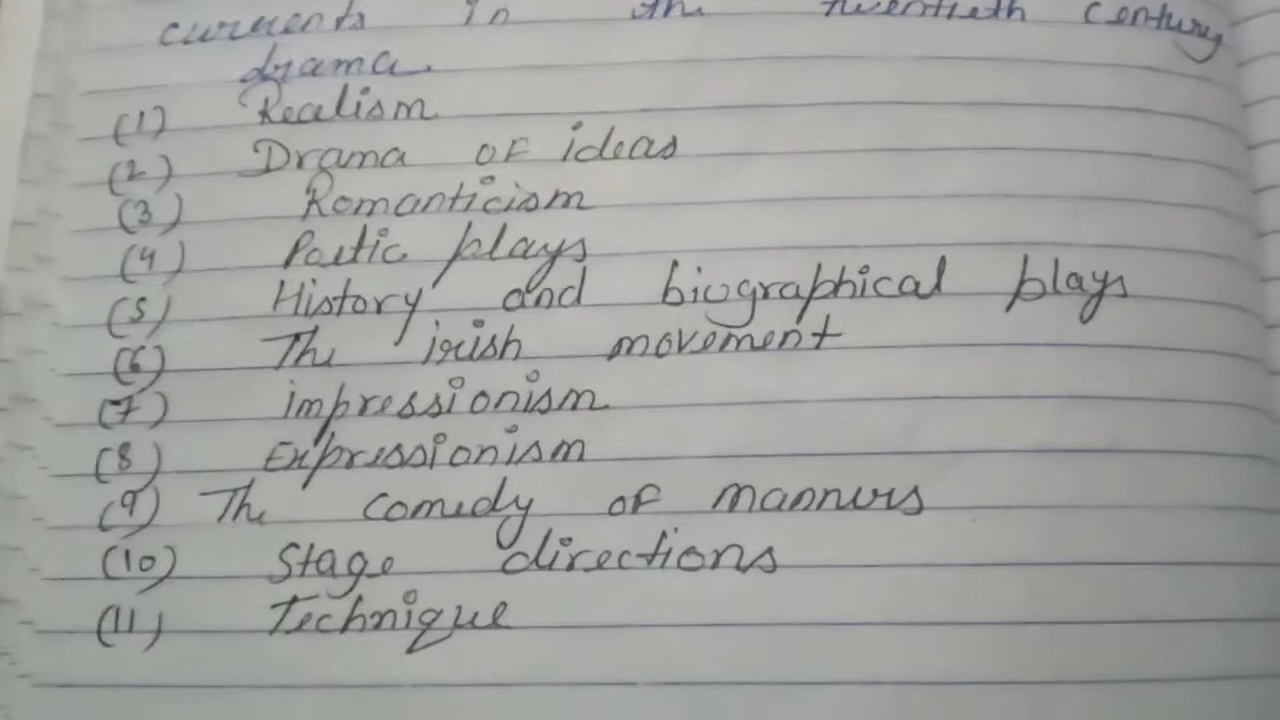 currents in the twentieth century
drama.
(1) Realism
(2) Drama of ideas
(3) Romanticism
(4) Poetic plays
(5) History and biographical plays
(6) The irish movement
(7) impressionism
(8) Expressionism
(9) The comedy of manners
(10) Stage directions
(11) Technique